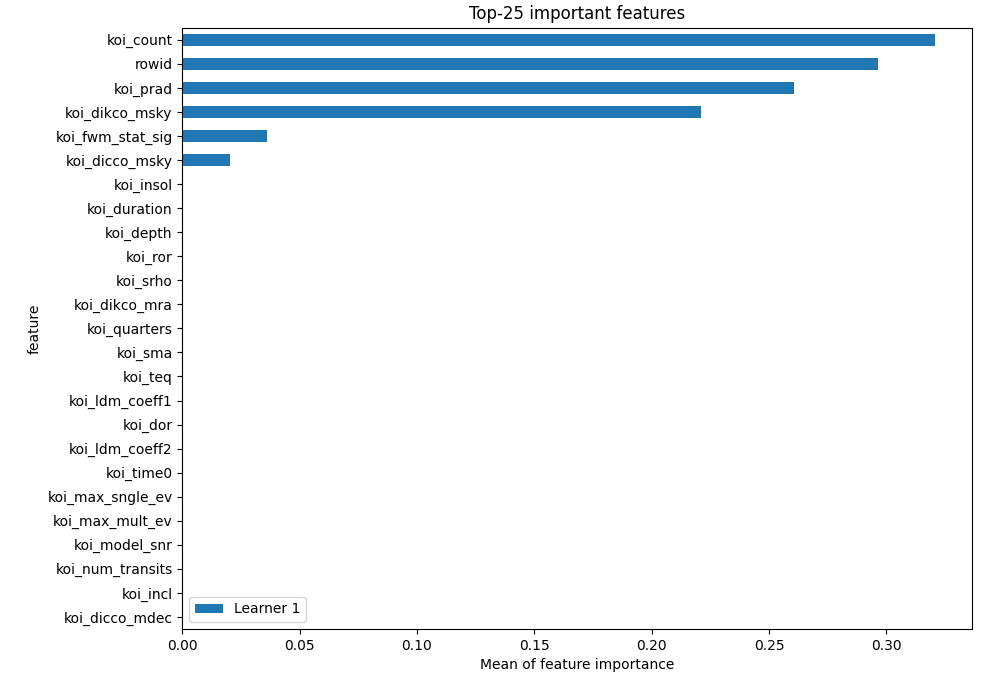 Top-25 important features
koi_count
rowid
koi_prad
koi_dikco_msky
koi_fwm_stat_sig
koi_dicco_msky
koi_insol
koi_duration
koi_depth
koi_ror
koi_srho
koi_dikco_mra
koi_quarters
koi_sma
koi_teq
koi_ldm_coeff1
koi_dor
koi_ldm_coeff2
koi_time0
koi_max_sngle_ev
koi_max_mult_ev
koi_model_snr
koi_num_transits
koi_incl
koi_dicco_mdec
feature
Learner 1
0.00 0.05 0.10 0.15 0.20 0.25 0.30
Mean of feature importance